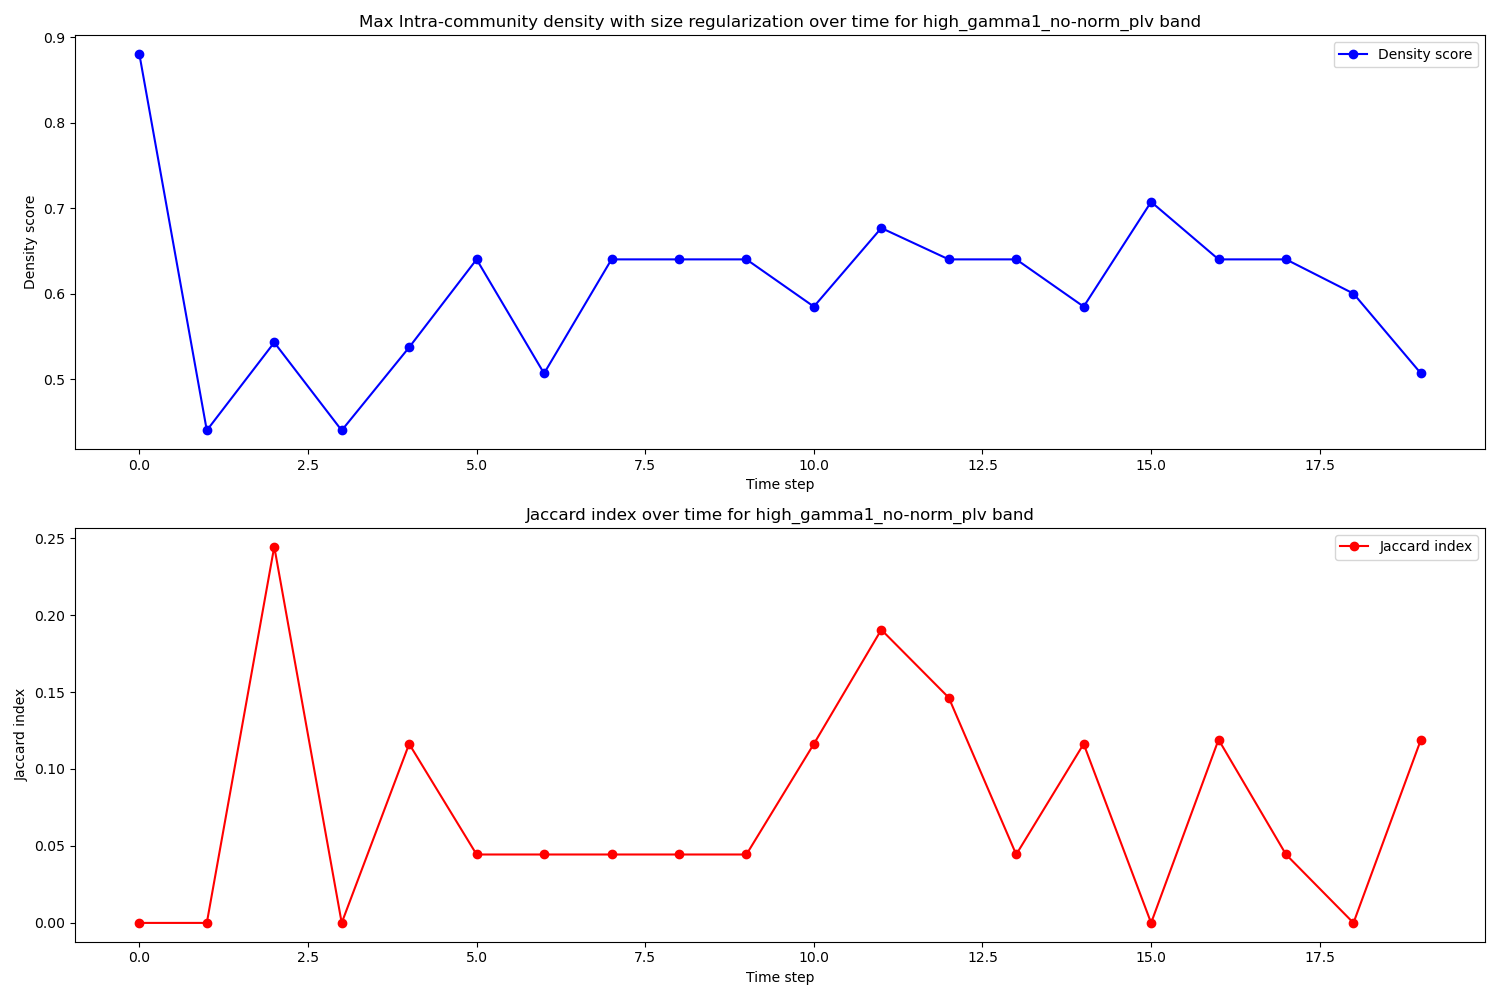 Max Intra-community density with size regularization over time for high_gamma1_no-norm_plv band
Density score
0.9
0.8
0.7
0.6
0.5
Density score
0.0 2.5 5.0 7.5 10.0 12.5 15.0 17.5
Time step
Jaccard index over time for high_gamma1_no-norm_plv band
Jaccard index
0.25
0.20
0.15
0.10
0.05
0.00
Jaccard index
0.0 2.5 5.0 7.5 10.0 12.5 15.0 17.5
Time step